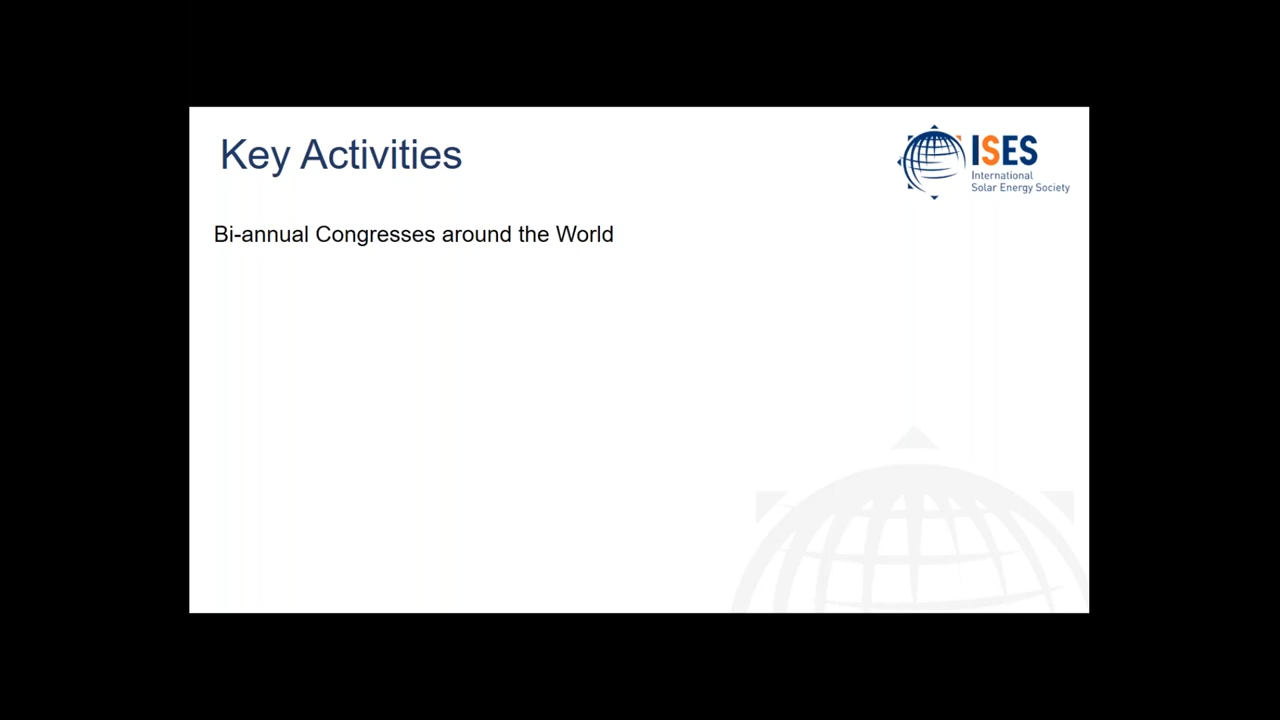 Key Activities
ISES
International
Solar Energy Society
Bi-annual Congresses around the World